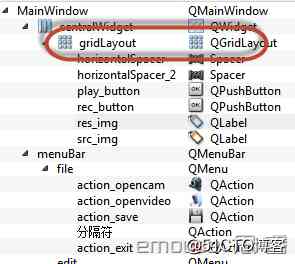 MainWindow QMainWindow
centralWidget QWidget
gridLayout QGridLayout
horizontalSpacer Spacer
horizontalSpacer_2 Spacer
play_button QPushButton
rec_button QPushButton
res_img QLabel
src_img QLabel
menuBar QMenuBar
file QMenu
action_opencam QAction
action_openvideo QAction
action_save QAction
分隔符 QAction
action_exit QAction
edit QMenu
@51CTO博客